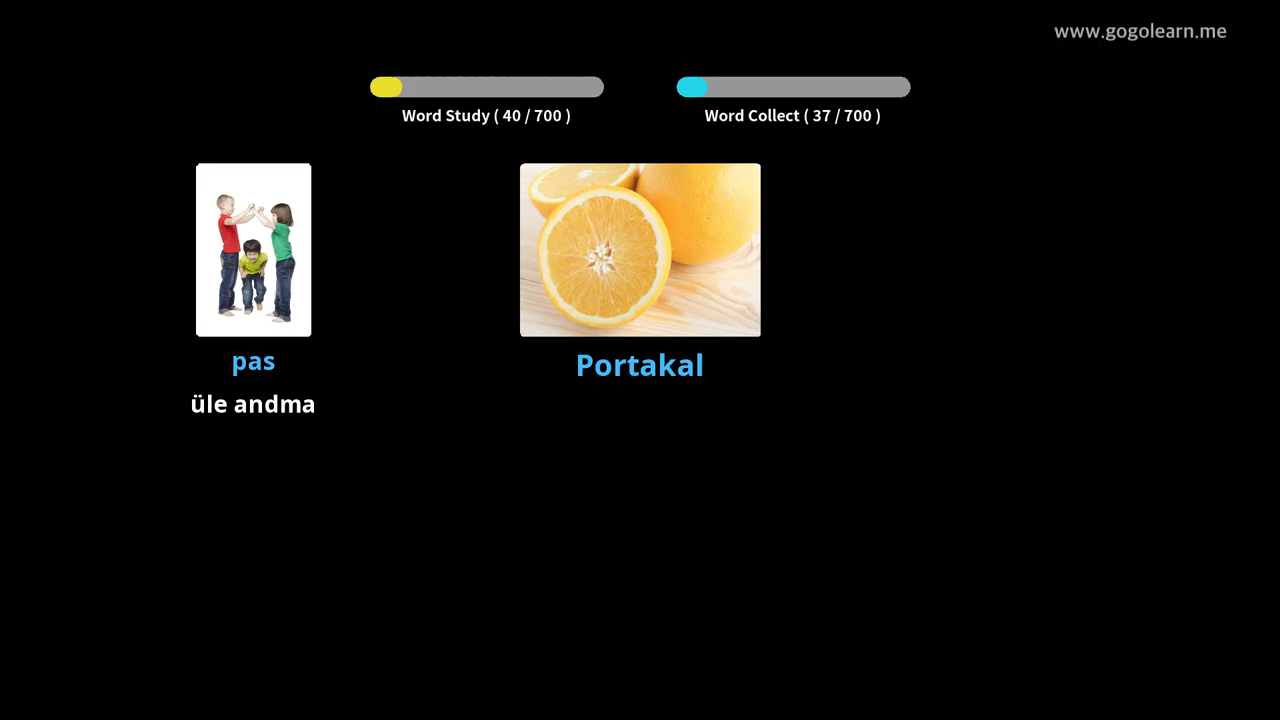 www.gogolearn.me
Word Study ( 40 / 700 )
Word Collect ( 37 / 700 )
pas
üle andma
Portakal